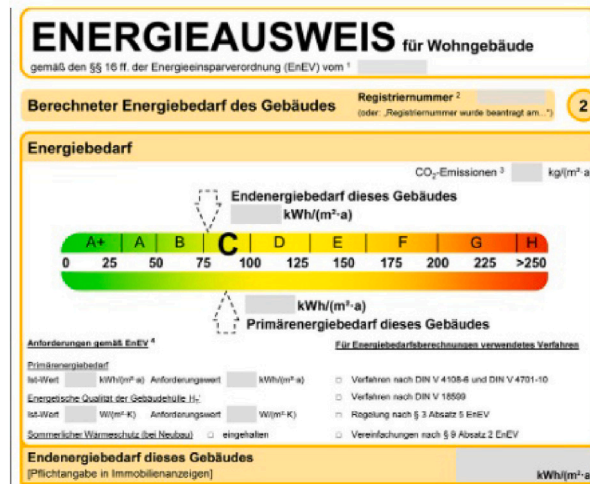 ENERGIEAUSWEIS für Wohngebäude
gemäß den §§ 16 ff. der Energieeinsparverordnung (EnEV) vom ¹
Berechneter Energiebedarf des Gebäudes
Registriernummer ²
(oder: „Registriernummer wurde beantragt am...“)
2
Energiebedarf
CO₂-Emissionen ³ kg/(m²·a)
Endenergiebedarf dieses Gebäudes
kWh/(m²·a)
A+ A B C D E F G H
0 25 50 75 100 125 150 175 200 225 >250
kWh/(m²·a)
Primärenergiebedarf dieses Gebäudes
Anforderungen gemäß EnEV ⁴
Primärenergiebedarf
Ist-Wert kWh/(m²·a) Anforderungswert kWh/(m²·a)
Energetische Qualität der Gebäudehülle H_T'
Ist-Wert W/(m²·K) Anforderungswert W/(m²·K)
Sommerlicher Wärmeschutz (bei Neubau) □ eingehalten
Für Energiebedarfsberechnungen verwendetes Verfahren
□ Verfahren nach DIN V 4108-6 und DIN V 4701-10
□ Verfahren nach DIN V 18599
□ Regelung nach § 3 Absatz 5 EnEV
□ Vereinfachungen nach § 9 Absatz 2 EnEV
Endenergiebedarf dieses Gebäudes
[Pflichtangabe in Immobilienanzeigen]
kWh/(m²·a)